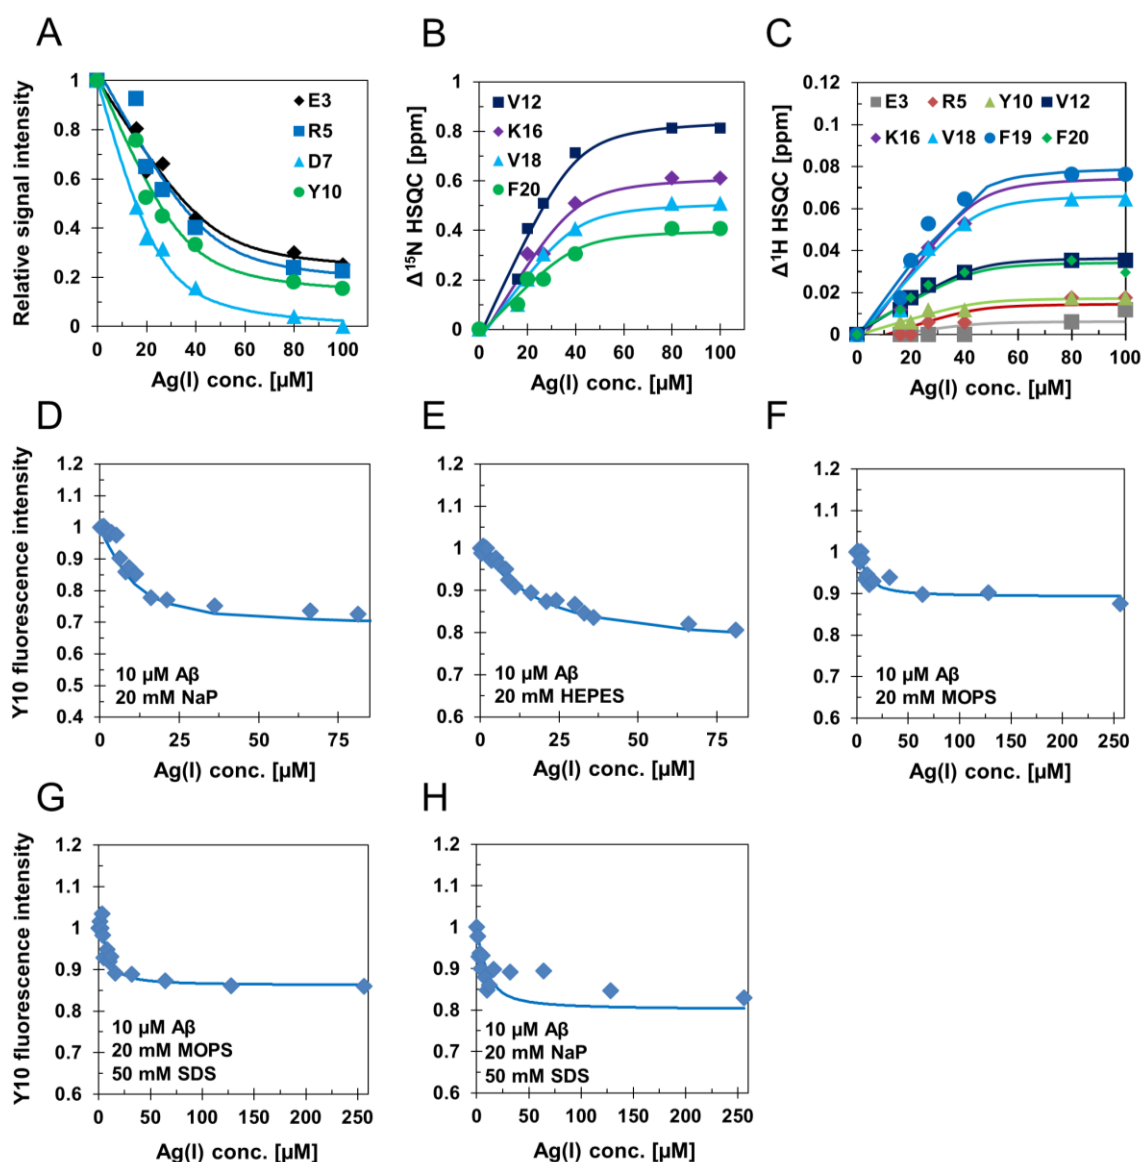 A
B
C
Relative signal intensity
1
0.8
0.6
0.4
0.2
0
0 20 40 60 80 100
Ag(I) conc. [µM]
E3
R5
D7
Y10
Δ¹⁵N HSQC [ppm]
1
0.8
0.6
0.4
0.2
0
0 20 40 60 80 100
Ag(I) conc. [µM]
V12
K16
V18
F20
Δ¹H HSQC [ppm]
0.12
0.1
0.08
0.06
0.04
0.02
0
0 20 40 60 80 100
Ag(I) conc. [µM]
E3 R5 Y10 V12
K16 V18 F19 F20
D
E
F
Y10 fluorescence intensity
1.2
1.1
1
0.9
0.8
0.7
0.6
0.5
0.4
0 25 50 75
Ag(I) conc. [µM]
10 µM Aβ
20 mM NaP
1.2
1.1
1
0.9
0.8
0.7
0.6
0 25 50 75
Ag(I) conc. [µM]
10 µM Aβ
20 mM HEPES
1.2
1.1
1
0.9
0.8
0.7
0.6
0 50 100 150 200 250
Ag(I) conc. [µM]
10 µM Aβ
20 mM MOPS
G
H
Y10 fluorescence intensity
1.2
1.1
1
0.9
0.8
0.7
0.6
0 50 100 150 200 250
Ag(I) conc. [µM]
10 µM Aβ
20 mM MOPS
50 mM SDS
1.2
1.1
1
0.9
0.8
0.7
0.6
0 50 100 150 200 250
Ag(I) conc. [µM]
10 µM Aβ
20 mM NaP
50 mM SDS